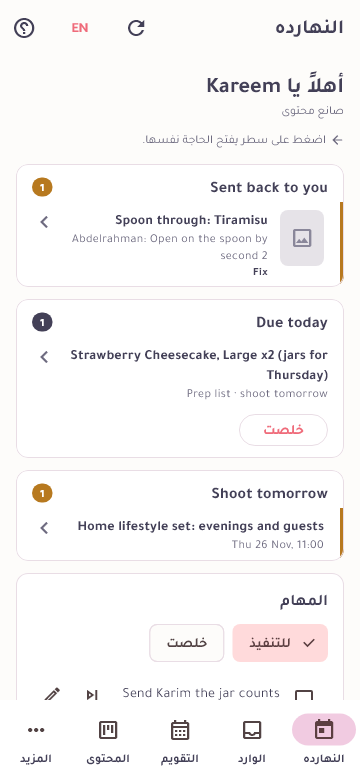 النهارده
EN
أهلاً يا Kareem
صانع محتوى
← اضغط على سطر يفتح الحاجة نفسها.
Sent back to you
1
Spoon through: Tiramisu
Abdelrahman: Open on the spoon by
second 2
Fix
Due today
1
Strawberry Cheesecake, Large x2 (jars for
Thursday)
Prep list · shoot tomorrow
خلصت
Shoot tomorrow
1
Home lifestyle set: evenings and guests
Thu 26 Nov, 11:00
المهام
للتنفيذ
خلصت
Send Karim the jar counts
النهارده
الوارد
التقويم
المحتوى
المزيد